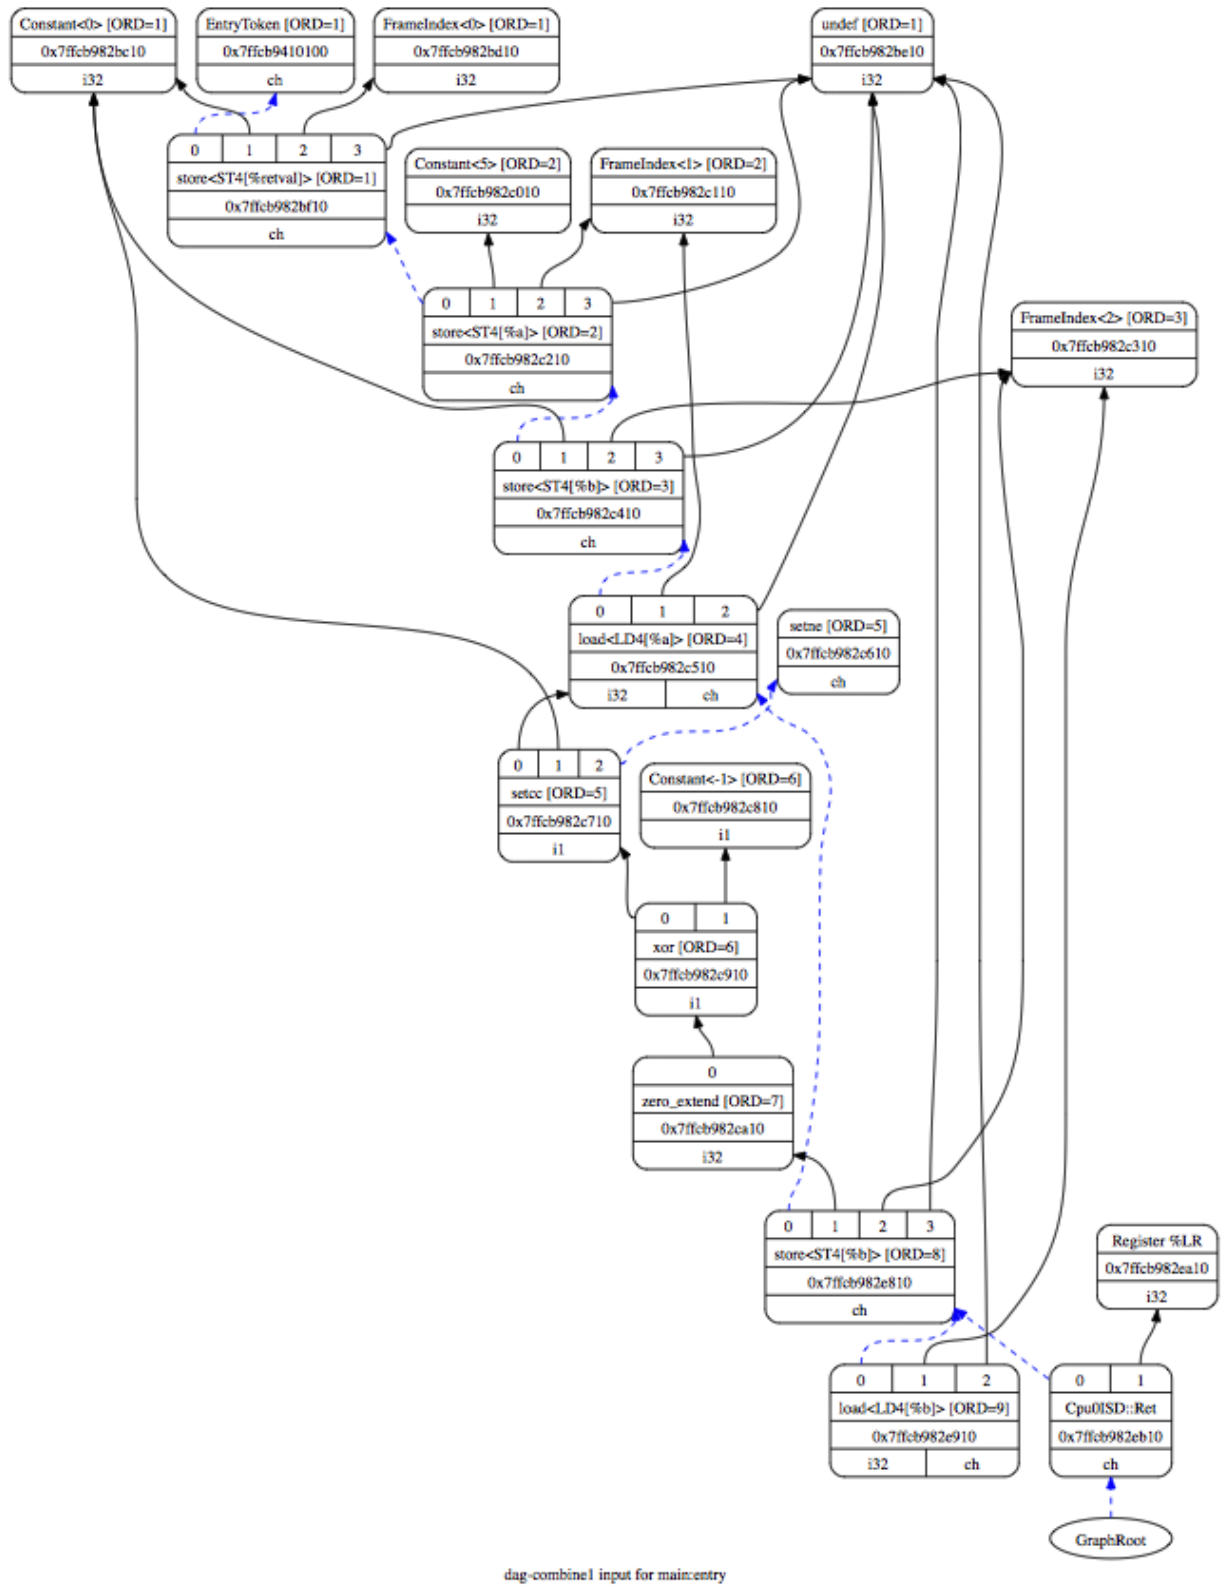 Constant<0> [ORD=1]
0x7ffcb982bc10
i32
EntryToken [ORD=1]
0x7ffcb9410100
ch
FrameIndex<0> [ORD=1]
0x7ffcb982bd10
i32
undef [ORD=1]
0x7ffcb982be10
i32
0 1 2 3
store<ST4[%retval]> [ORD=1]
0x7ffcb982bf10
ch
Constant<5> [ORD=2]
0x7ffcb982c010
i32
FrameIndex<1> [ORD=2]
0x7ffcb982c110
i32
0 1 2 3
store<ST4[%a]> [ORD=2]
0x7ffcb982c210
ch
FrameIndex<2> [ORD=3]
0x7ffcb982c310
i32
0 1 2 3
store<ST4[%b]> [ORD=3]
0x7ffcb982c410
ch
0 1 2
load<LD4[%a]> [ORD=4]
0x7ffcb982c510
i32 ch
setne [ORD=5]
0x7ffcb982c610
ch
0 1 2
setcc [ORD=5]
0x7ffcb982c710
i1
Constant<-1> [ORD=6]
0x7ffcb982c810
i1
0 1
xor [ORD=6]
0x7ffcb982c910
i1
0
zero_extend [ORD=7]
0x7ffcb982ca10
i32
0 1 2 3
store<ST4[%b]> [ORD=8]
0x7ffcb982e810
ch
Register %LR
0x7ffcb982ea10
i32
0 1 2
load<LD4[%b]> [ORD=9]
0x7ffcb982e910
i32 ch
0 1
Cpu0ISD::Ret
0x7ffcb982eb10
ch
GraphRoot
dag-combine1 input for main:entry